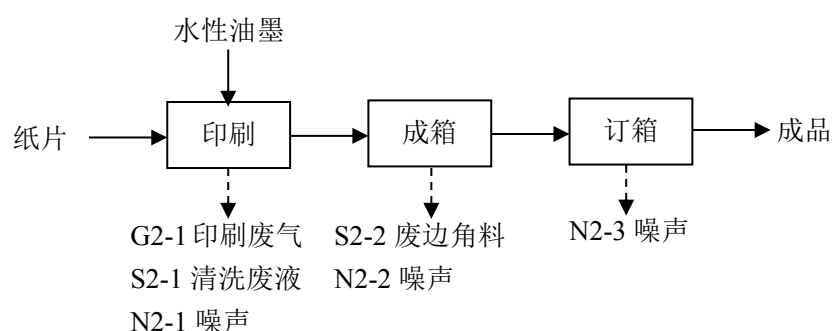 水性油墨
纸片
印刷
成箱
订箱
成品
G2-1 印刷废气
S2-1 清洗废液
N2-1 噪声
S2-2 废边角料
N2-2 噪声
N2-3 噪声